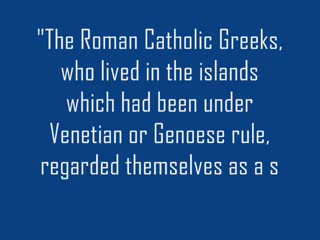 "The Roman Catholic Greeks,
who lived in the islands
which had been under
Venetian or Genoese rule,
regarded themselves as a s